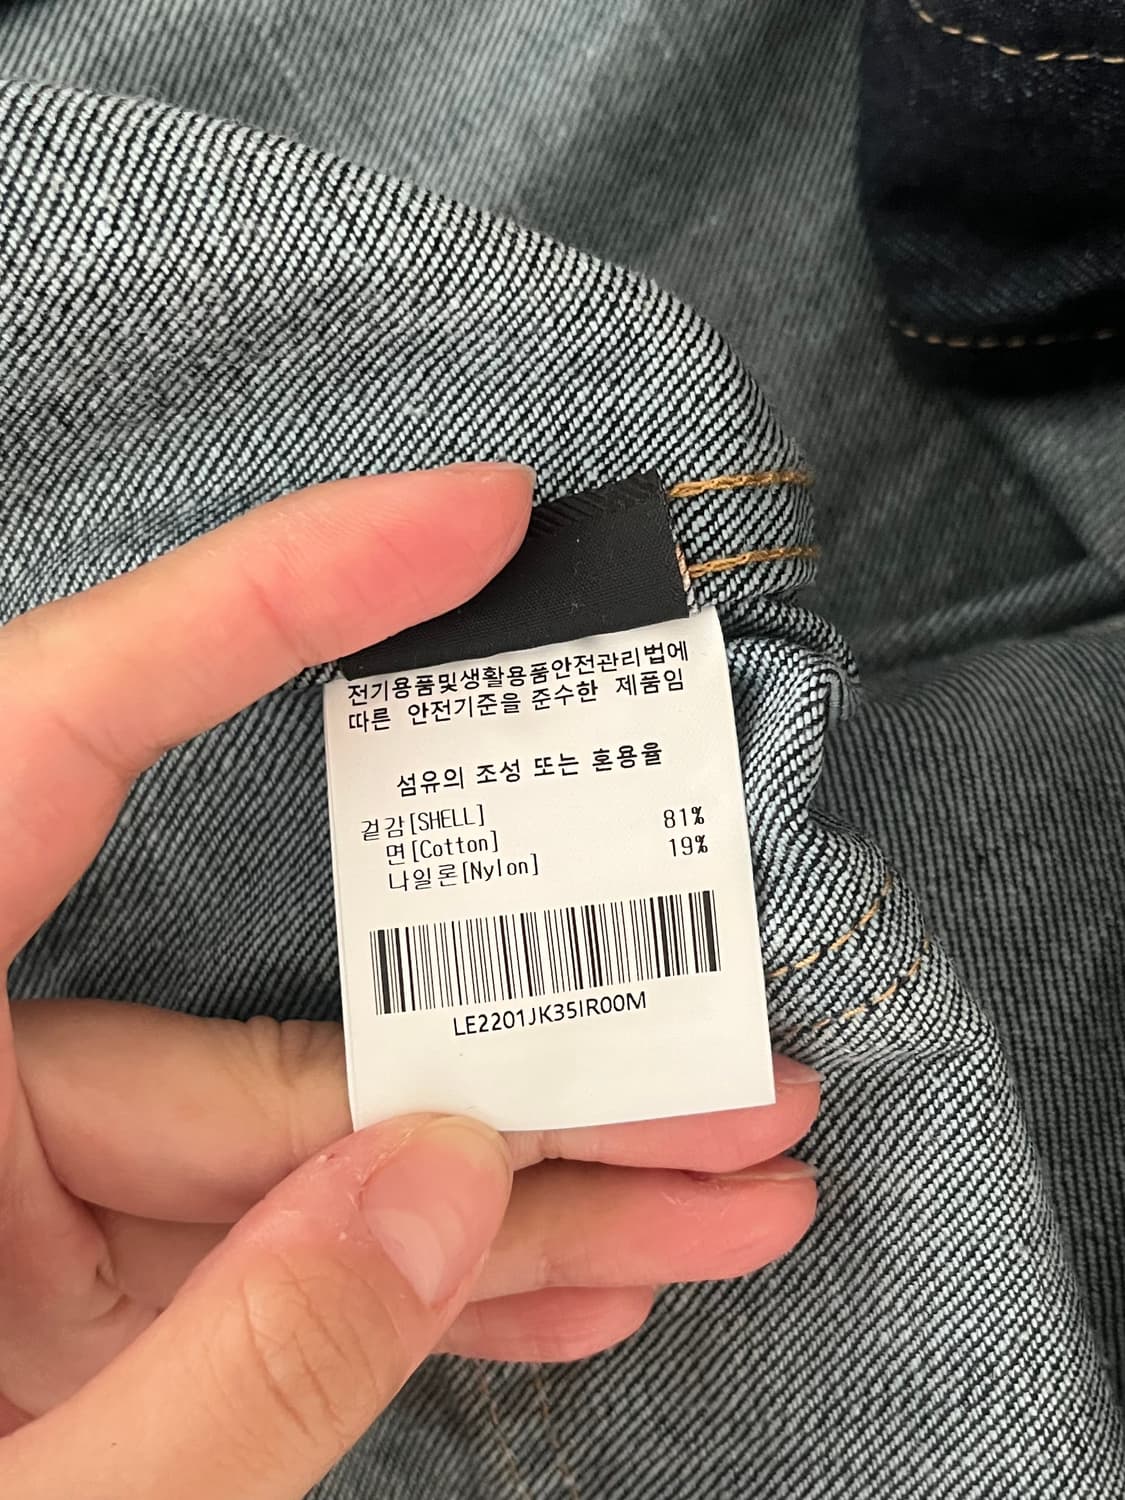 전기용품및생활용품안전관리법에
따른 안전기준을 준수한 제품임
섬유의 조성 또는 혼용율
겉감[SHELL]
면[Cotton] 81%
나일론[Nylon] 19%
LE2201JK35IR00M